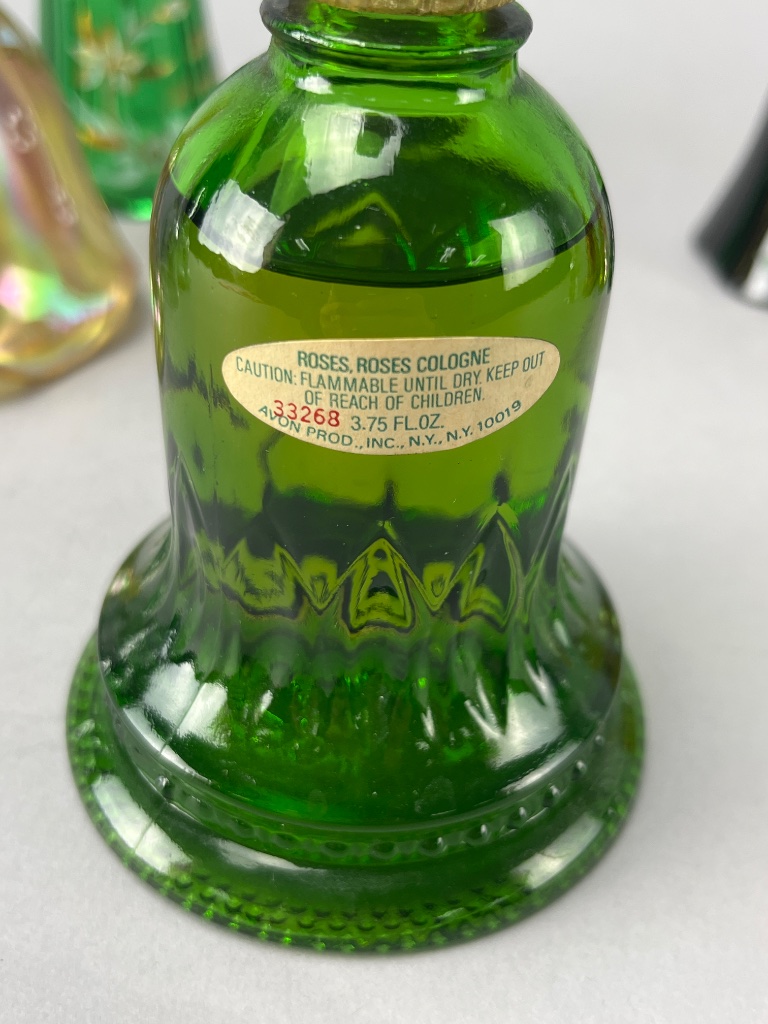 ROSES, ROSES COLOGNE
CAUTION: FLAMMABLE UNTIL DRY. KEEP OUT
OF REACH OF CHILDREN.
33268 3.75 FL.OZ.
AVON PROD., INC., N.Y., N.Y. 10019